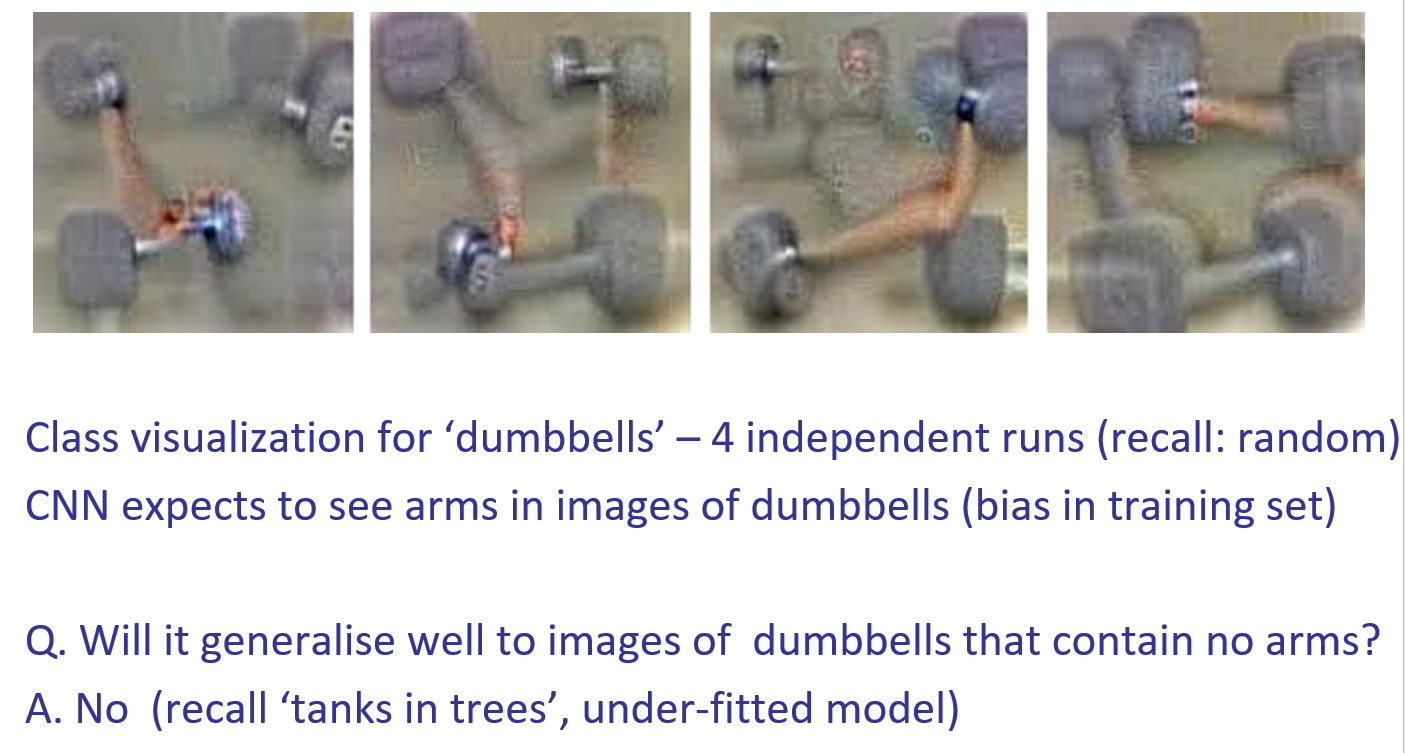 Class visualization for ‘dumbbells’ – 4 independent runs (recall: random)
CNN expects to see arms in images of dumbbells (bias in training set)
Q. Will it generalise well to images of  dumbbells that contain no arms?
A. No  (recall ‘tanks in trees’, under-fitted model)